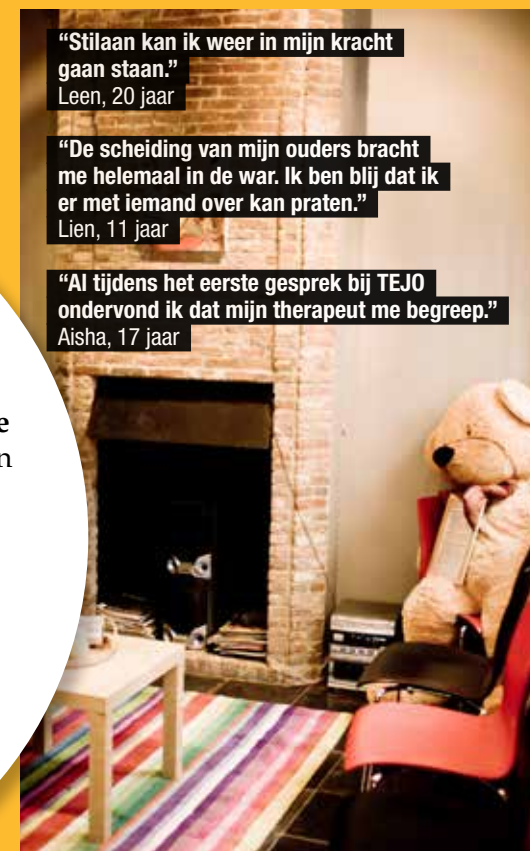 “Stilaan kan ik weer in mijn kracht
gaan staan.”
Leen, 20 jaar
“De scheiding van mijn ouders bracht
me helemaal in de war. Ik ben blij dat ik
er met iemand over kan praten.”
Lien, 11 jaar
“Al tijdens het eerste gesprek bij TEJO
ondervond ik dat mijn therapeut me begreep.”
Aisha, 17 jaar
e
n